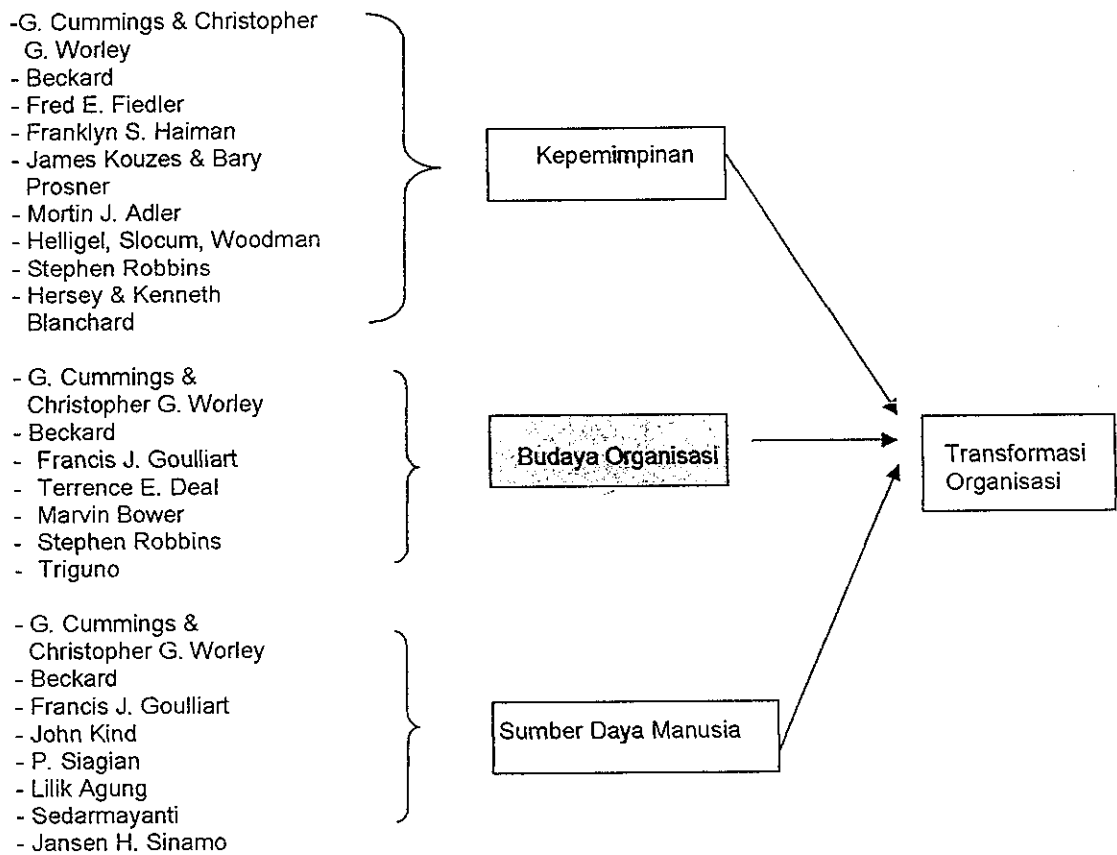 -G. Cummings & Christopher
G. Worley
- Beckard
- Fred E. Fiedler
- Franklyn S. Haiman
- James Kouzes & Bary
Prosner
- Mortin J. Adler
- Helligel, Slocum, Woodman
- Stephen Robbins
- Hersey & Kenneth
Blanchard
Kepemimpinan
- G. Cummings &
Christopher G. Worley
- Beckard
- Francis J. Goulliart
- Terrence E. Deal
- Marvin Bower
- Stephen Robbins
- Triguno
Budaya Organisasi
Transformasi
Organisasi
- G. Cummings &
Christopher G. Worley
- Beckard
- Francis J. Goulliart
- John Kind
- P. Siagian
- Lilik Agung
- Sedarmayanti
- Jansen H. Sinamo
Sumber Daya Manusia